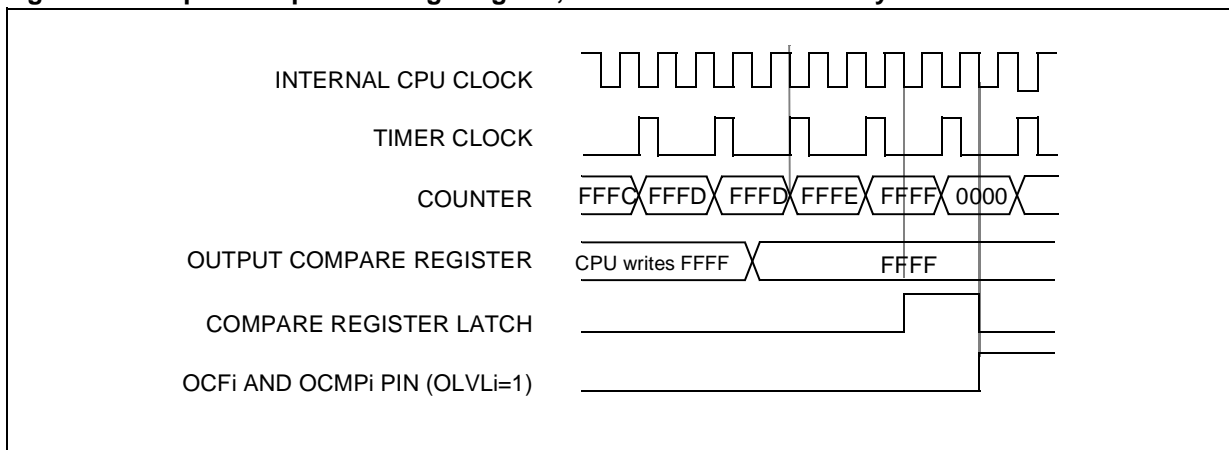 INTERNAL CPU CLOCK
TIMER CLOCK
COUNTER FFFC FFFD FFFD FFFE FFFF 0000
OUTPUT COMPARE REGISTER CPU writes FFFF FFFF
COMPARE REGISTER LATCH
OCFi AND OCMPi PIN (OLVLi=1)